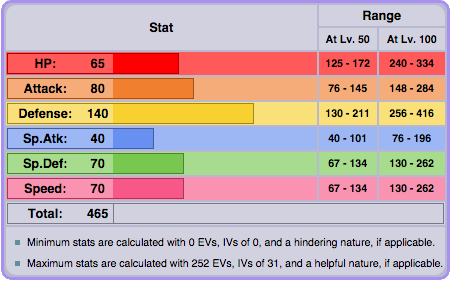 Stat Range
At Lv. 50 At Lv. 100
HP: 65 125 - 172 240 - 334
Attack: 80 76 - 145 148 - 284
Defense: 140 130 - 211 256 - 416
Sp.Atk: 40 40 - 101 76 - 196
Sp.Def: 70 67 - 134 130 - 262
Speed: 70 67 - 134 130 - 262
Total: 465
Minimum stats are calculated with 0 EVs, IVs of 0, and a hindering nature, if applicable.
Maximum stats are calculated with 252 EVs, IVs of 31, and a helpful nature, if applicable.